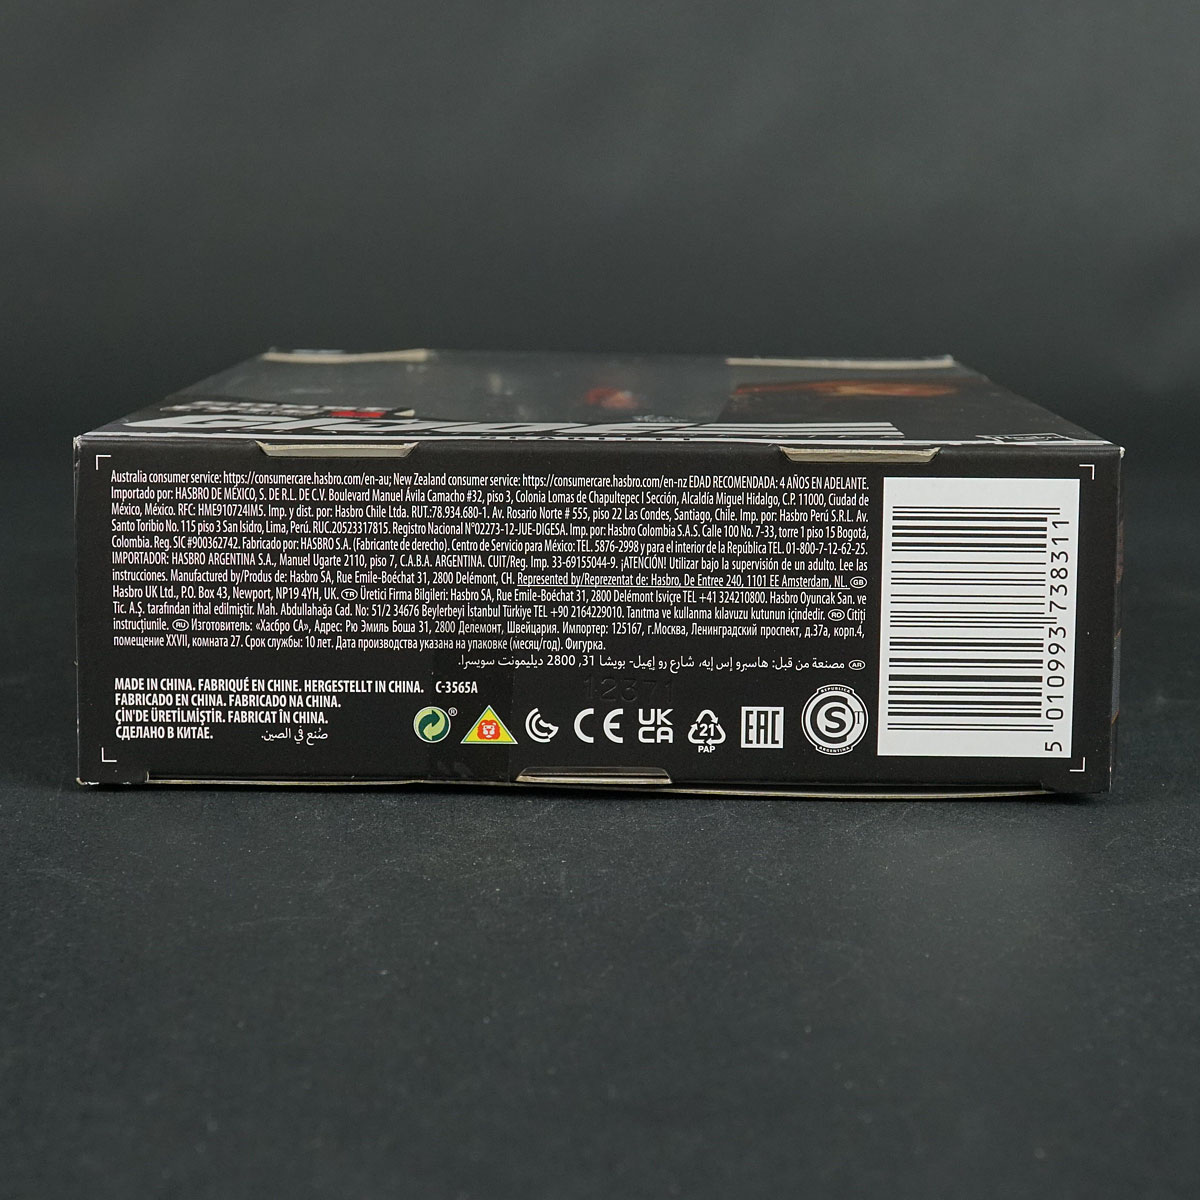 GI JOE
SCARLETT
Australia consumer service: https://consumercare.hasbro.com/en-au; New Zealand consumer service: https://consumercare.hasbro.com/en-nz EDAD RECOMENDADA: 4 AÑOS EN ADELANTE.
Importado por: HASBRO DE MÉXICO, S. DE R.L. DE C.V. Boulevard Manuel Ávila Camacho #32, piso 3, Colonia Lomas de Chapultepec I Sección, Alcaldía Miguel Hidalgo, C.P. 11000, Ciudad de
México, México. RFC: HME910724IM5. Imp. y dist. por: Hasbro Chile Ltda. RUT.:78.934.680-1. Av. Rosario Norte # 555, piso 22 Las Condes, Santiago, Chile. Imp. por: Hasbro Perú S.R.L. Av.
Santo Toribio No. 115 piso 3 San Isidro, Lima, Perú. RUC.20523317815. Registro Nacional N°02273-12-JUE-DIGESA. Imp. por: Hasbro Colombia S.A.S. Calle 100 No. 7-33, torre 1 piso 15 Bogotá,
Colombia. Reg. SIC #900362742. Fabricado por: HASBRO S.A. (Fabricante de derecho). Centro de Servicio para México: TEL. 5876-2998 y para el interior de la República TEL. 01-800-7-12-62-25.
IMPORTADOR: HASBRO ARGENTINA S.A., Manuel Ugarte 2110, piso 7, C.A.B.A. ARGENTINA. CUIT/Reg. Imp. 33-69155044-9. ¡ATENCIÓN! Utilizar bajo la supervisión de un adulto. Lee las
instrucciones. Manufactured by/Produs de: Hasbro SA, Rue Emile-Boéchat 31, 2800 Delémont, CH. Represented by/Reprezentat de: Hasbro, De Entree 240, 1101 EE Amsterdam, NL. GB
Hasbro UK Ltd., P.O. Box 43, Newport, NP19 4YH, UK. TR Üretici Firma Bilgileri: Hasbro SA, Rue Emile-Boéchat 31, 2800 Delémont İsviçre TEL +41 324210800. Hasbro Oyuncak San. ve
Tic. A.Ş. tarafından ithal edilmiştir. Mah. Abdullahağa Cad. No: 51/2 34676 Beylerbeyi İstanbul Türkiye TEL +90 2164229010. Tanıtma ve kullanma kılavuzu kutunun içindedir. RO Citiți
instrucțiunile. RU Изготовитель: «Хасбро СА», Адрес: Рю Эмиль Боша 31, 2800 Делемонт, Швейцария. Импортер: 125167, г.Москва, Ленинградский проспект, д.37а, корп.4,
помещение XXVII, комната 27. Срок службы: 10 лет. Дата производства указана на упаковке (месяц/год). Фигурка.
AR مصنعة من قبل: هاسبرو إس إيه، شارع رو إيميل- بويشا 31, 2800 ديليمونت سويسرا.
MADE IN CHINA. FABRIQUÉ EN CHINE. HERGESTELLT IN CHINA. C-3565A
FABRICADO EN CHINA. FABRICADO NA CHINA.
ÇİN'DE ÜRETİLMİŞTİR. FABRICAT ÎN CHINA.
СДЕЛАНО В КИТАЕ. صُنع في الصين.
1237
CE
UK
CA
21
PAP
EAC
REPUBLICA
S
ARGENTINA
5 010993 738311